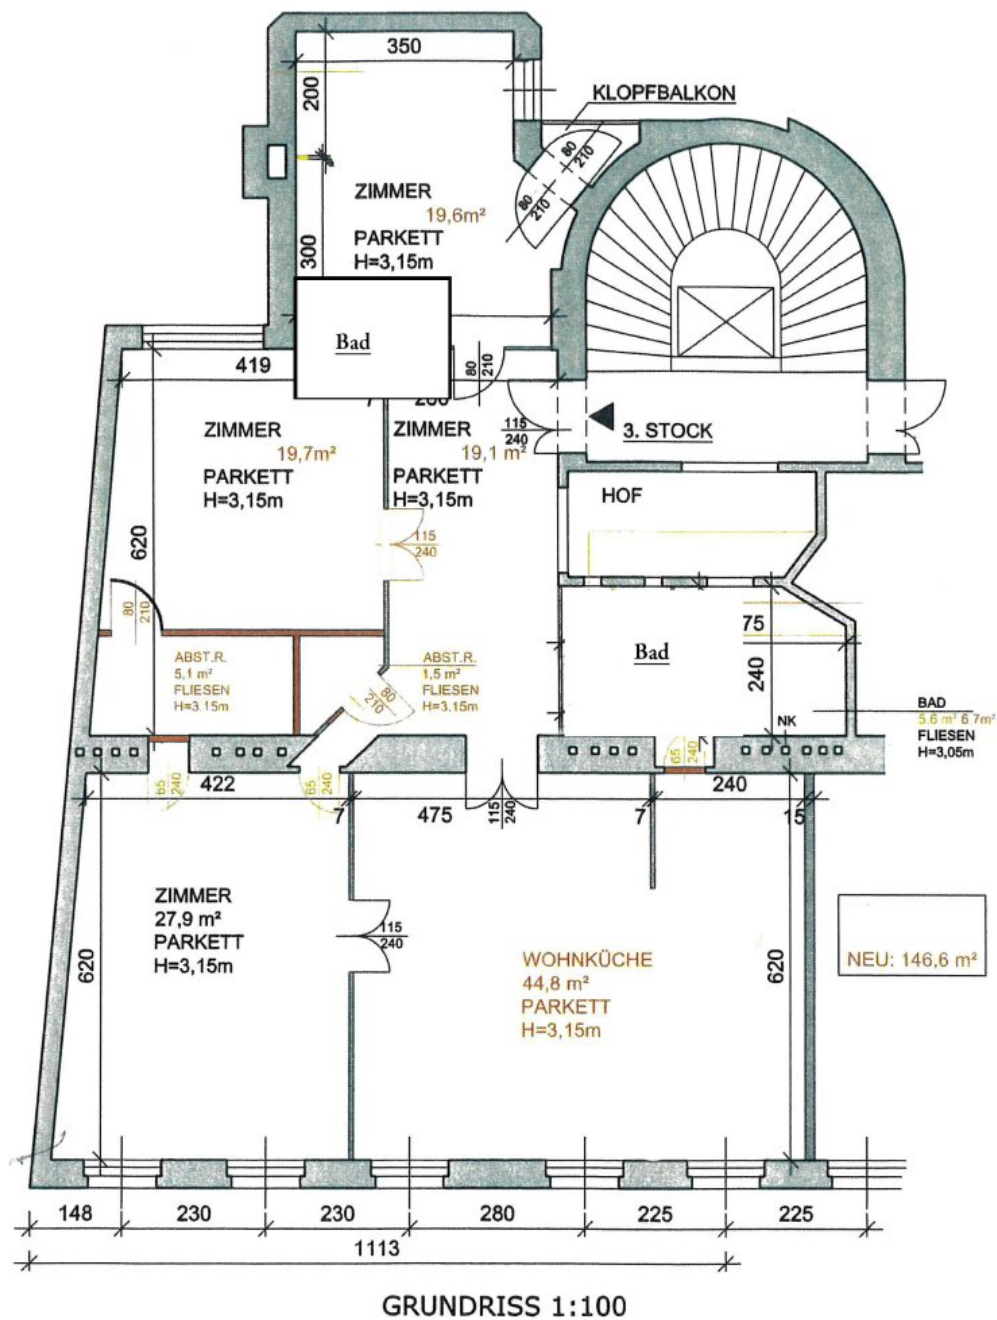 350
KLOPFBALKON
200
80
210
80
210
ZIMMER
19,6m²
PARKETT
H=3,15m
300
Bad
419
80
210
ZIMMER
19,7m²
PARKETT
H=3,15m
ZIMMER
19,1 m²
PARKETT
H=3,15m
115
240
3. STOCK
HOF
620
115
240
80
210
75
240
Bad
ABST.R.
5,1 m²
FLIESEN
H=3.15m
80
210
ABST.R.
1,5 m²
FLIESEN
H=3,15m
BAD
5.6 m² 6.7m²
FLIESEN
H=3,05m
NK
65
240
65
240
65
240
422
7
475
115
240
7
240
15
ZIMMER
27,9 m²
PARKETT
H=3,15m
620
115
240
WOHNKÜCHE
44,8 m²
PARKETT
H=3,15m
620
NEU: 146,6 m²
148 230 230 280 225 225
1113
GRUNDRISS 1:100